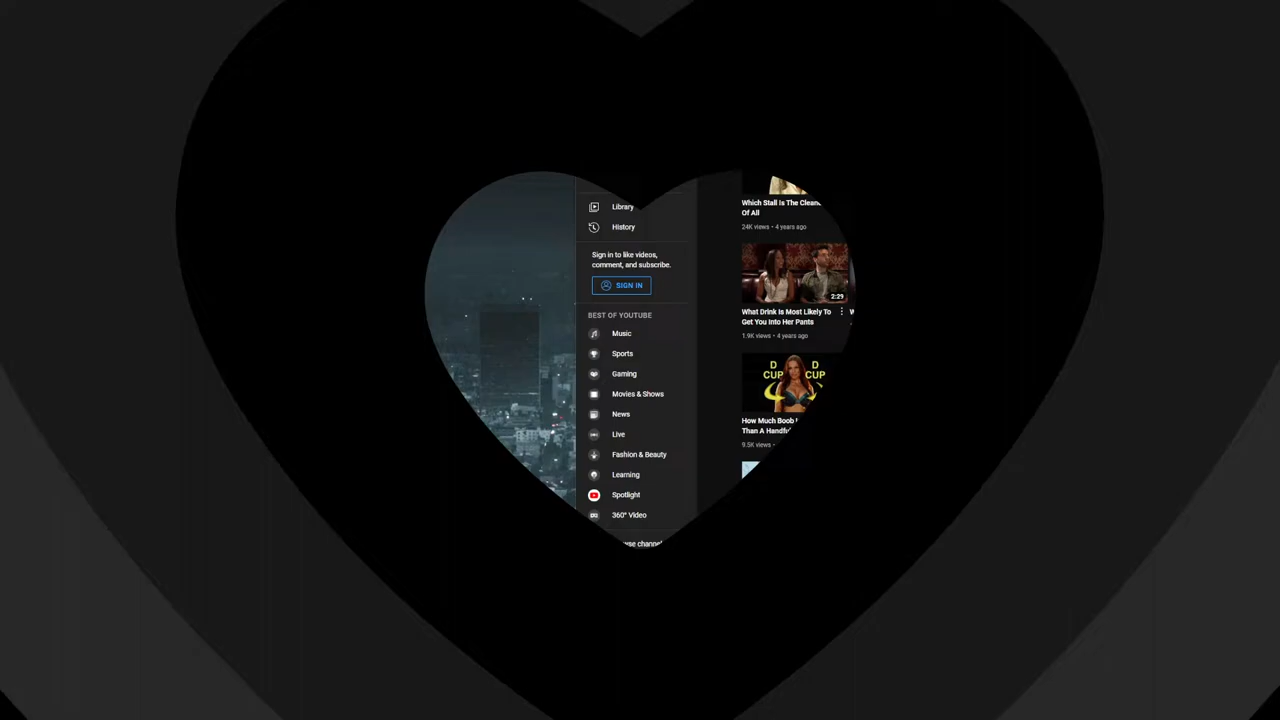 Library
History
Sign in to like videos,
comment, and subscribe.
SIGN IN
BEST OF YOUTUBE
Music
Sports
Gaming
Movies & Shows
News
Live
Fashion & Beauty
Learning
Spotlight
360° Video
channel
Which Stall Is The
Of All
24K views • 4 years ago
2:29
What Drink Is Most Likely To
Get You Into Her Pants
1.9K views • 4 years ago
D D
CUP CUP
How Much Boob
Than A
9.5K views •